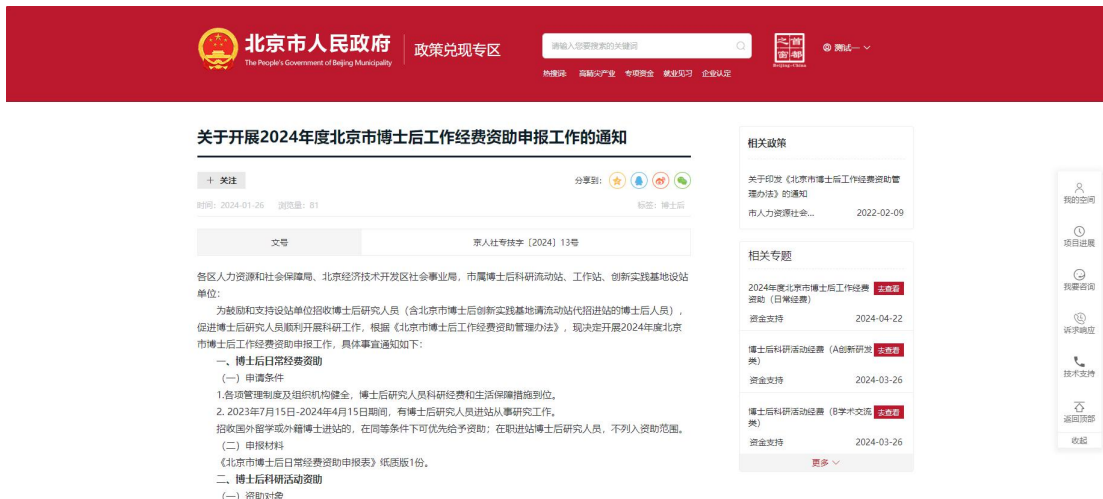 北京市人民政府
The People's Government of Beijing Municipality
政策兑现专区
请输入您要搜索的关键词
热搜词: 高精尖产业 专项资金 就业见习 企业认定
首都之窗
Beijing-China
测试一
关于开展2024年度北京市博士后工作经费资助申报工作的通知
+ 关注
分享到:
时间: 2024-01-26 浏览量: 81
标签: 博士后
文号
京人社专技字〔2024〕13号
各区人力资源和社会保障局、北京经济技术开发区社会事业局,市属博士后科研流动站、工作站、创新实践基地设站
单位:
为鼓励和支持设站单位招收博士后研究人员(含北京市博士后创新实践基地请流动站代招进站的博士后人员),
促进博士后研究人员顺利开展科研工作,根据《北京市博士后工作经费资助管理办法》,现决定开展2024年度北京
市博士后工作经费资助申报工作,具体事宜通知如下:
一、博士后日常经费资助
(一)申请条件
1.各项管理制度及组织机构健全,博士后研究人员科研经费和生活保障措施到位。
2. 2023年7月15日-2024年4月15日期间,有博士后研究人员进站从事研究工作。
招收国外留学或外籍博士进站的,在同等条件下可优先给予资助;在职进站博士后研究人员,不列入资助范围。
(二)申报材料
《北京市博士后日常经费资助申报表》纸质版1份。
二、博士后科研活动资助
(一)资助对象
相关政策
关于印发《北京市博士后工作经费资助管
理办法》的通知
市人力资源社会... 2022-02-09
相关专题
2024年度北京市博士后工作经费 去查看
资助(日常经费)
资金支持 2024-04-22
博士后科研活动经费(A创新研发 去查看
类)
资金支持 2024-03-26
博士后科研活动经费(B学术交流 去查看
类)
资金支持 2024-03-26
更多
我的空间
项目进展
我要咨询
诉求响应
技术支持
返回顶部
收起